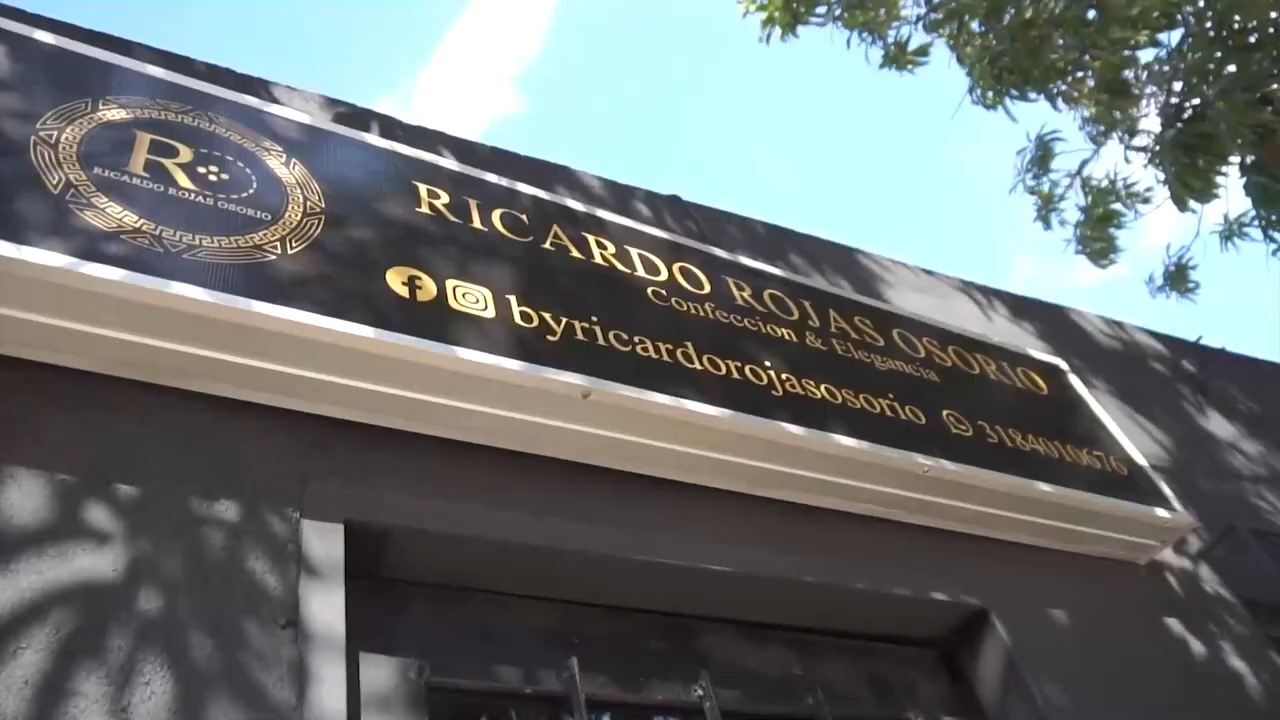 R
RICARDO ROJAS OSORIO
RICARDO ROJAS OSORIO
Confeccion & Elegancia
byricardorojasosorio
3184010676